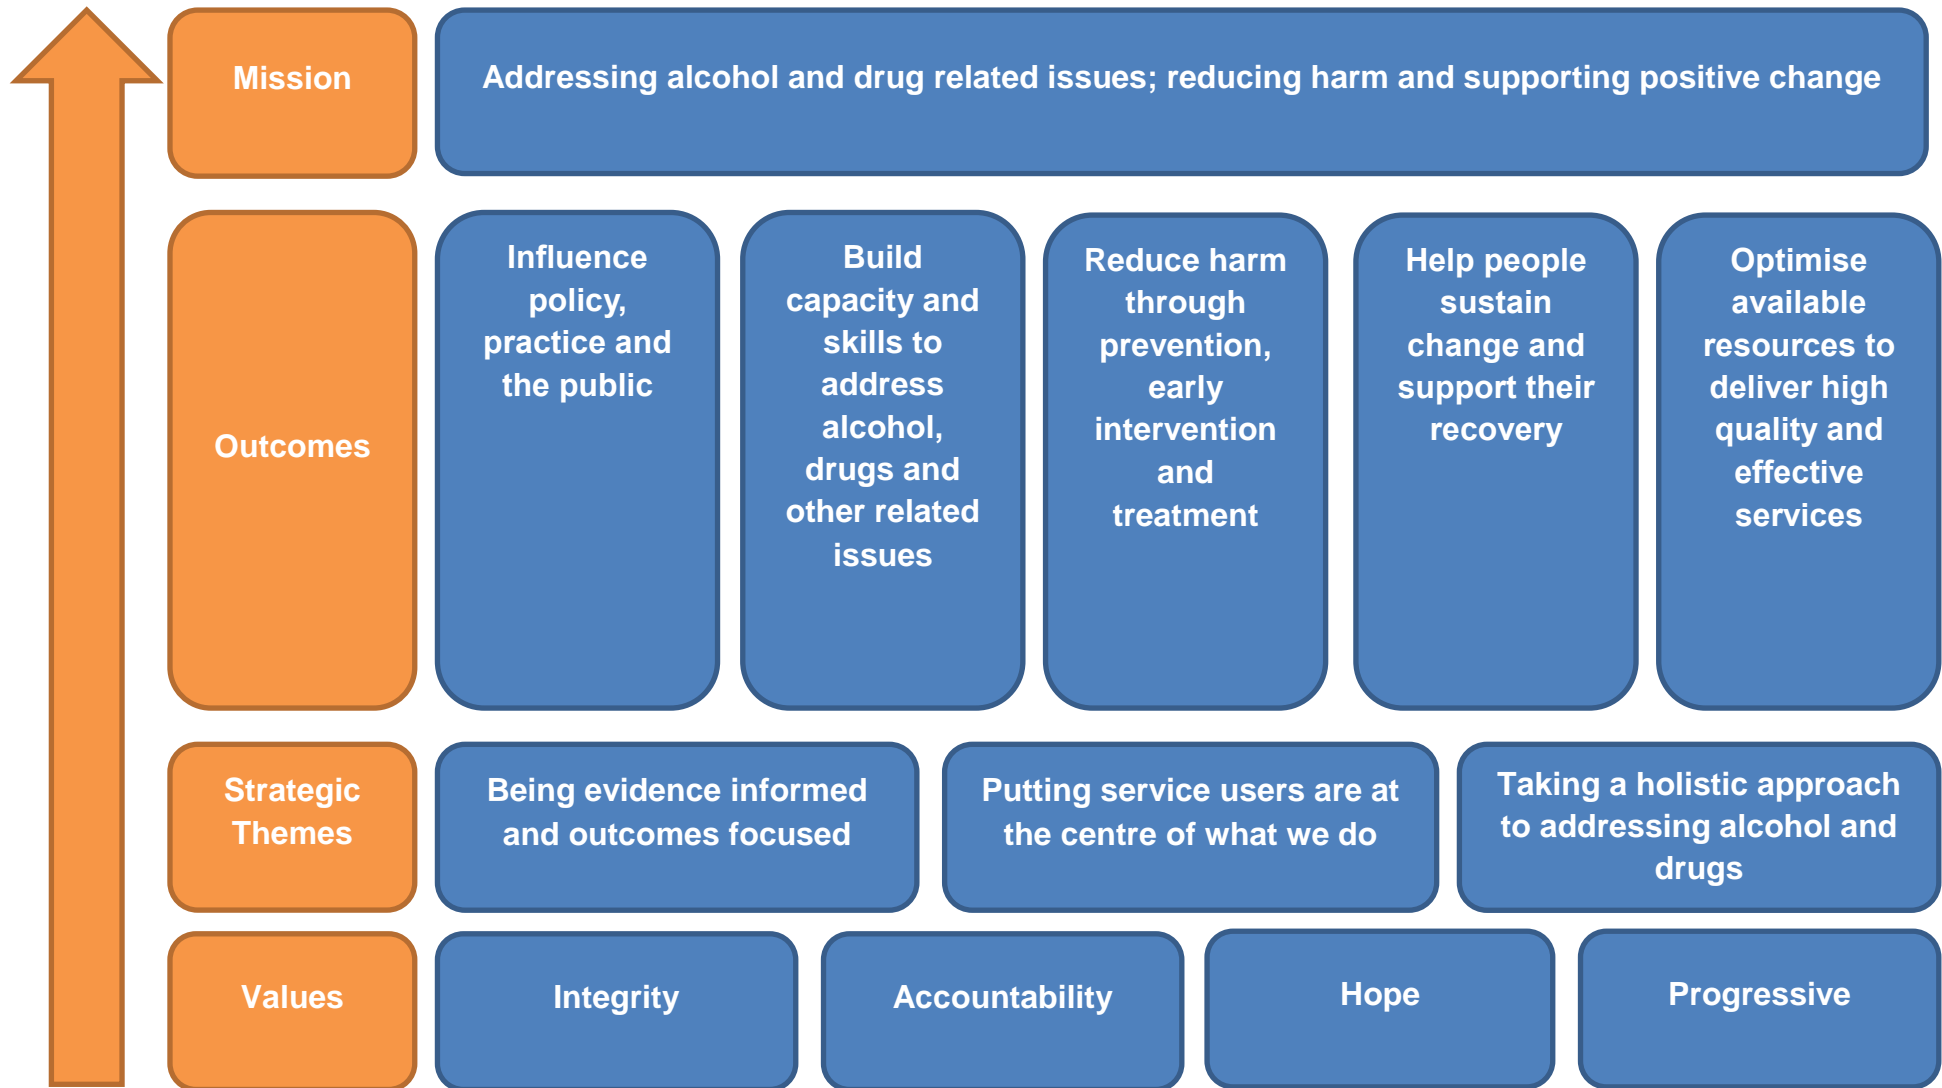 Mission
Addressing alcohol and drug related issues; reducing harm and supporting positive change
Outcomes
Influence
policy,
practice and
the public
Build
capacity and
skills to
address
alcohol,
drugs and
other related
issues
Reduce harm
through
prevention,
early
intervention
and
treatment
Help people
sustain
change and
support their
recovery
Optimise
available
resources to
deliver high
quality and
effective
services
Strategic
Themes
Being evidence informed
and outcomes focused
Putting service users are at
the centre of what we do
Taking a holistic approach
to addressing alcohol and
drugs
Values
Integrity
Accountability
Hope
Progressive